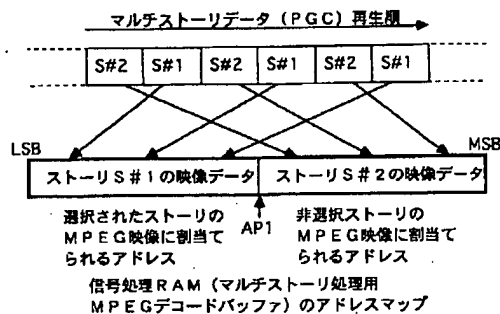 マルチストーリデータ（PGC）再生順
S#2 S#1 S#2 S#1 S#2 S#1
LSB MSB
ストーリS#1の映像データ ストーリS#2の映像データ
AP1
選択されたストーリの
MPEG映像に割当て
られるアドレス
非選択ストーリの
MPEG映像に割当て
られるアドレス
信号処理RAM（マルチストーリ処理用
MPEGデコードバッファ）のアドレスマップ